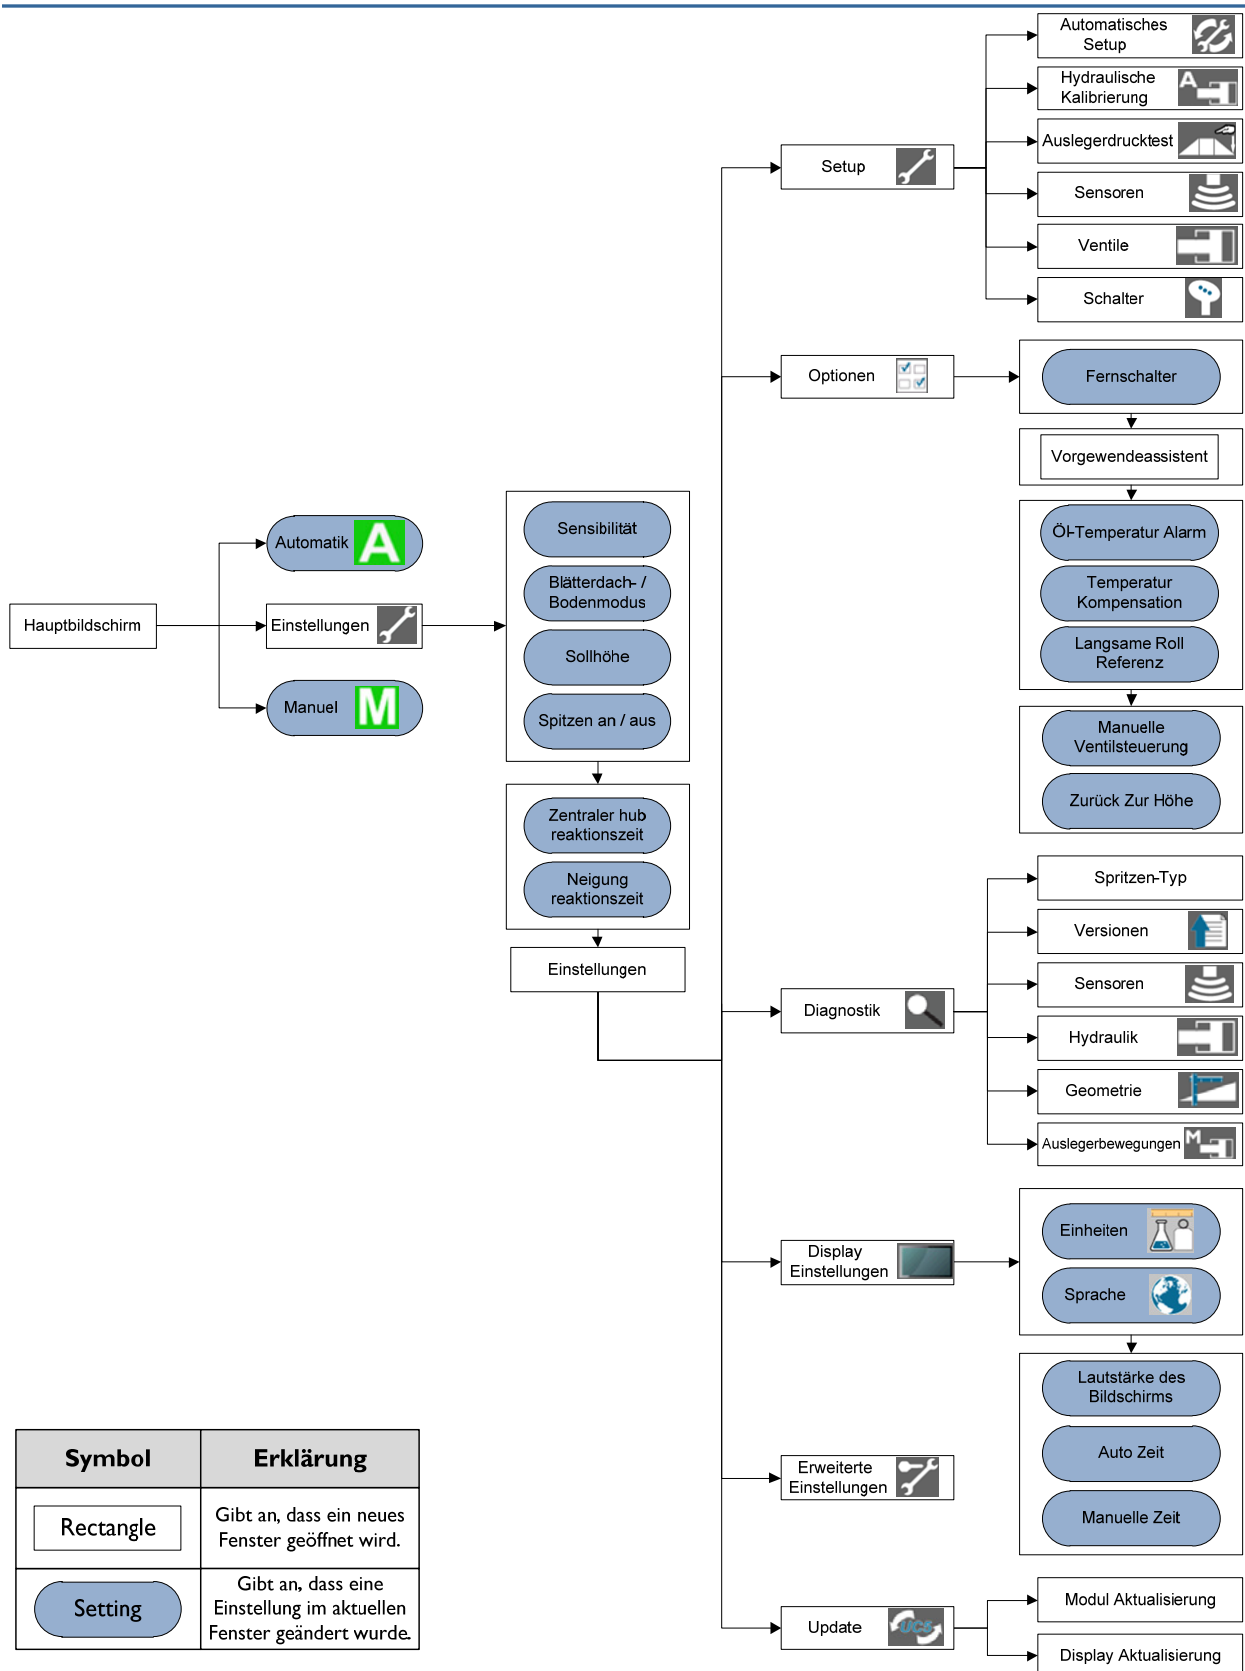 Automatisches
Setup
Hydraulische
Kalibrierung
A
Auslegerdrucktest
Setup
Sensoren
Ventile
Schalter
Optionen
Fernschalter
Vorgewendeassistent
Öl-Temperatur Alarm
Temperatur
Kompensation
Langsame Roll
Referenz
Manuelle
Ventilsteuerung
Zurück Zur Höhe
Hauptbildschirm
Automatik
A
Einstellungen
Manuel
M
Sensibilität
Blätterdach- /
Bodenmodus
Sollhöhe
Spitzen an / aus
Zentraler hub
reaktionszeit
Neigung
reaktionszeit
Einstellungen
Diagnostik
Spritzen-Typ
Versionen
Sensoren
Hydraulik
Geometrie
Auslegerbewegungen
M
Display
Einstellungen
Einheiten
Sprache
Lautstärke des
Bildschirms
Auto Zeit
Manuelle Zeit
Erweiterte
Einstellungen
Update
UCS
Modul Aktualisierung
Display Aktualisierung
Symbol
Erklärung
Rectangle
Gibt an, dass ein neues
Fenster geöffnet wird.
Setting
Gibt an, dass eine
Einstellung im aktuellen
Fenster geändert wurde.